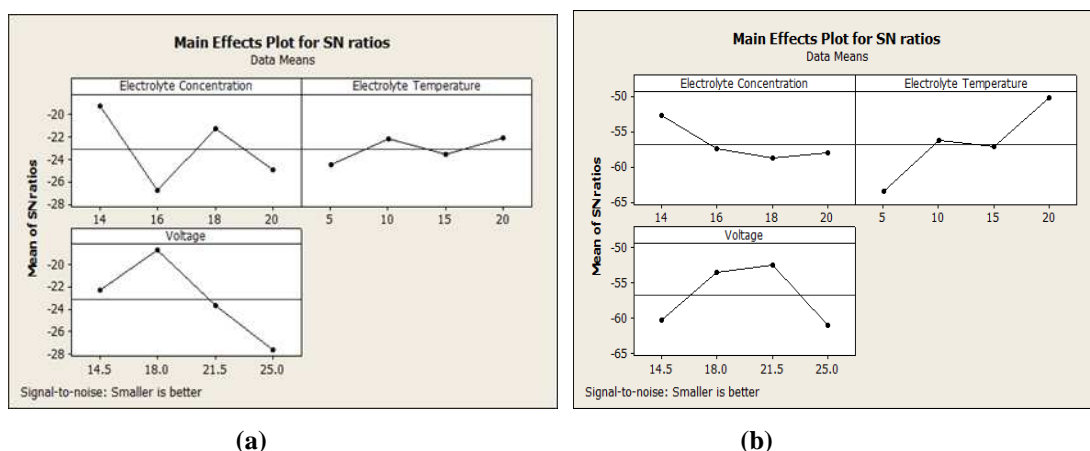 Main Effects Plot for SN ratios
Data Means
Electrolyte Concentration Electrolyte Temperature
-20
-22
-24
-26
-28
14 16 18 20 5 10 15 20
Voltage
-20
-22
-24
-26
-28
14.5 18.0 21.5 25.0
Mean of SN ratios
Signal-to-noise: Smaller is better
(a)
Main Effects Plot for SN ratios
Data Means
Electrolyte Concentration Electrolyte Temperature
-50
-55
-60
-65
14 16 18 20 5 10 15 20
Voltage
-50
-55
-60
-65
14.5 18.0 21.5 25.0
Mean of SN ratios
Signal-to-noise: Smaller is better
(b)